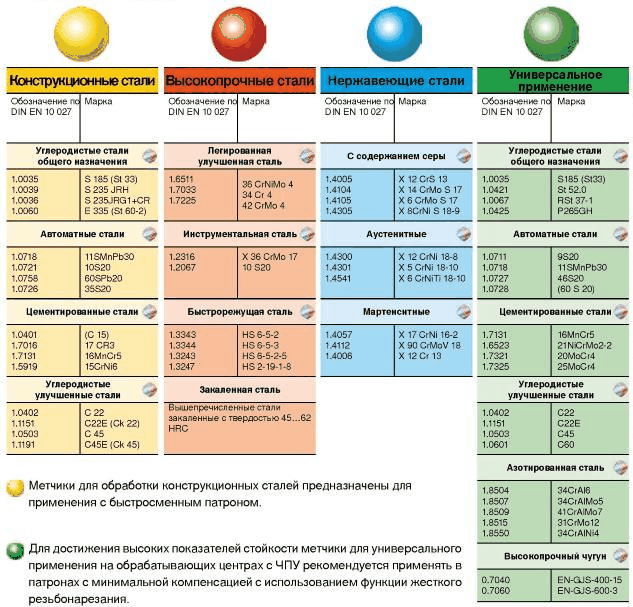 Конструкционные стали
Обозначение по Марка
DIN EN 10 027
Углеродистые стали
общего назначения
1.0035 S 185 (St 33)
1.0039 S 235 JRH
1.0036 S 235JRG1+CR
1.0060 E 335 (St 60-2)
Автоматные стали
1.0718 11SMnPb30
1.0721 10S20
1.0758 60SPb20
1.0726 35S20
Цементированные стали
1.0401 (C 15)
1.7016 17 CR3
1.7131 16MnCr5
1.5919 15CrNi6
Углеродистые
улучшенные стали
1.0402 C 22
1.1151 C22E (Ck 22)
1.0503 C 45
1.1191 C45E (Ck 45)
Высокопрочные стали
Обозначение по Марка
DIN EN 10 027
Легированная
улучшенная сталь
1.6511 36 CrNiMo 4
1.7033 34 Cr 4
1.7225 42 CrMo 4
Инструментальная сталь
1.2316 X 36 CrMo 17
1.2067 10 S20
Быстрорежущая сталь
1.3343 HS 6-5-2
1.3344 HS 6-5-3
1.3243 HS 6-5-2-5
1.3247 HS 2-19-1-8
Закаленная сталь
Вышепречисленные стали
закаленные с твердостью 45...62
HRC
Нержавеющие стали
Обозначение по Марка
DIN EN 10 027
С содержанием серы
1.4005 X 12 CrS 13
1.4104 X 14 CrMo S 17
1.4105 X 6 CrMo S 17
1.4305 X 8CrNi S 18-9
Аустенитные
1.4300 X 12 CrNi 18-8
1.4301 X 5 CrNi 18-10
1.4541 X 6 CrNiTi 18-10
Мартенситные
1.4057 X 17 CrNi 16-2
1.4112 X 90 CrMoV 18
1.4006 X 12 Cr 13
Универсальное
применение
Обозначение по Марка
DIN EN 10 027
Углеродистые стали
общего назначения
1.0035 S185 (St33)
1.0421 St 52.0
1.0067 RSt 37-1
1.0425 P265GH
Автоматные стали
1.0711 9S20
1.0718 11SMnPb30
1.0727 46S20
1.0728 (60 S 20)
Цементированные стали
1.7131 16MnCr5
1.6523 21NiCrMo2-2
1.7321 20MoCr4
1.7325 25MoCr4
Углеродистые
улучшенные стали
1.0402 C22
1.1151 C22E
1.0503 C45
1.0601 C60
Азотированная сталь
1.8504 34CrAl6
1.8507 34CrAlMo5
1.8509 41CrAlMo7
1.8515 31CrMo12
1.8550 34CrAlNi4
Высокопрочный чугун
0.7040 EN-GJS-400-15
0.7060 EN-GJS-600-3
Метчики для обработки конструкционных сталей предназначены для
применения с быстросменным патроном.
Для достижения высоких показателей стойкости метчики для универсального
применения на обрабатывающих центрах с ЧПУ рекомендуется применять в
патронах с минимальной компенсацией с использованием функции жесткого
резьбонарезания.